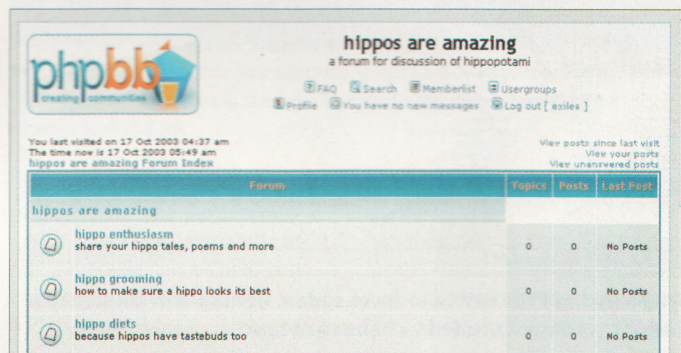 phpbb
creating communities
hippos are amazing
a forum for discussion of hippopotami
FAQ Search Memberlist Usergroups
Profile You have no new messages Log out [ exiles ]
You last visited on 17 Oct 2003 04:37 am
The time now is 17 Oct 2003 05:49 am
hippos are amazing Forum Index
View posts since last visit
View your posts
View unanswered posts
Forum Topics Posts Last Post
hippos are amazing
hippo enthusiasm
share your hippo tales, poems and more
0 0 No Posts
hippo grooming
how to make sure a hippo looks its best
0 0 No Posts
hippo diets
because hippos have tastebuds too
0 0 No Posts